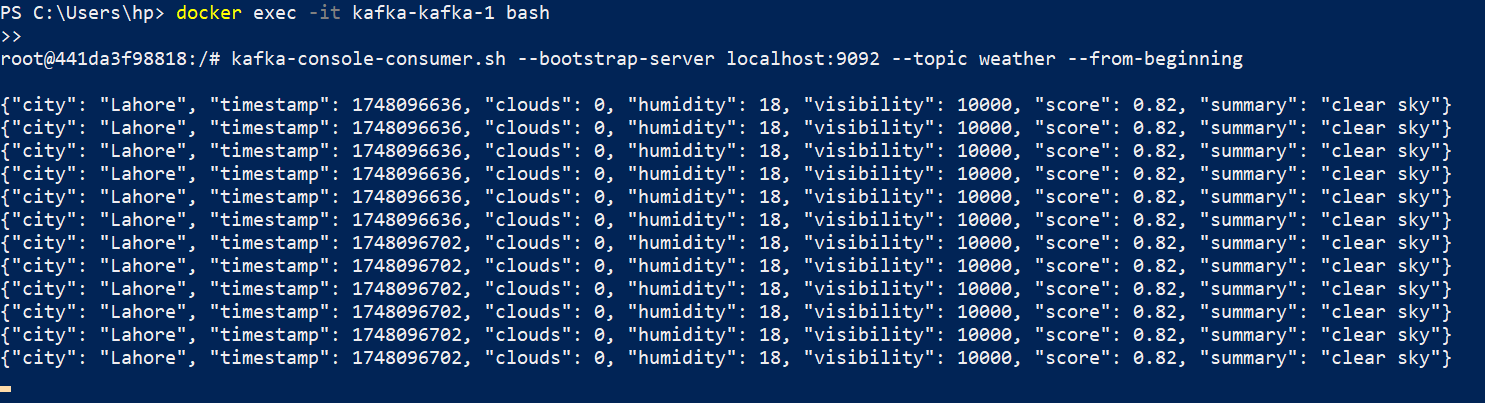 PS C:\Users\hp> docker exec -it kafka-kafka-1 bash
>>
root@441da3f98818:/# kafka-console-consumer.sh --bootstrap-server localhost:9092 --topic weather --from-beginning
{"city": "Lahore", "timestamp": 1748096636, "clouds": 0, "humidity": 18, "visibility": 10000, "score": 0.82, "summary": "clear sky"}
{"city": "Lahore", "timestamp": 1748096636, "clouds": 0, "humidity": 18, "visibility": 10000, "score": 0.82, "summary": "clear sky"}
{"city": "Lahore", "timestamp": 1748096636, "clouds": 0, "humidity": 18, "visibility": 10000, "score": 0.82, "summary": "clear sky"}
{"city": "Lahore", "timestamp": 1748096636, "clouds": 0, "humidity": 18, "visibility": 10000, "score": 0.82, "summary": "clear sky"}
{"city": "Lahore", "timestamp": 1748096636, "clouds": 0, "humidity": 18, "visibility": 10000, "score": 0.82, "summary": "clear sky"}
{"city": "Lahore", "timestamp": 1748096636, "clouds": 0, "humidity": 18, "visibility": 10000, "score": 0.82, "summary": "clear sky"}
{"city": "Lahore", "timestamp": 1748096702, "clouds": 0, "humidity": 18, "visibility": 10000, "score": 0.82, "summary": "clear sky"}
{"city": "Lahore", "timestamp": 1748096702, "clouds": 0, "humidity": 18, "visibility": 10000, "score": 0.82, "summary": "clear sky"}
{"city": "Lahore", "timestamp": 1748096702, "clouds": 0, "humidity": 18, "visibility": 10000, "score": 0.82, "summary": "clear sky"}
{"city": "Lahore", "timestamp": 1748096702, "clouds": 0, "humidity": 18, "visibility": 10000, "score": 0.82, "summary": "clear sky"}
{"city": "Lahore", "timestamp": 1748096702, "clouds": 0, "humidity": 18, "visibility": 10000, "score": 0.82, "summary": "clear sky"}
{"city": "Lahore", "timestamp": 1748096702, "clouds": 0, "humidity": 18, "visibility": 10000, "score": 0.82, "summary": "clear sky"}